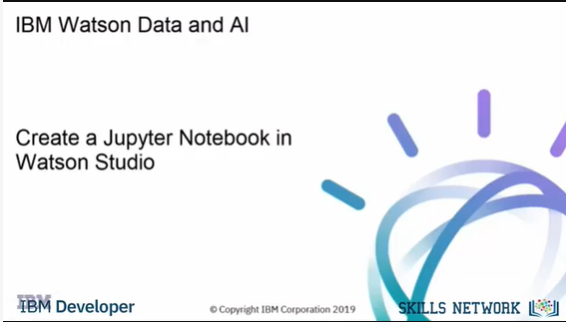 IBM Watson Data and AI
Create a Jupyter Notebook in
Watson Studio
IBM
IBM Developer
© Copyright IBM Corporation 2019
SKILLS NETWORK